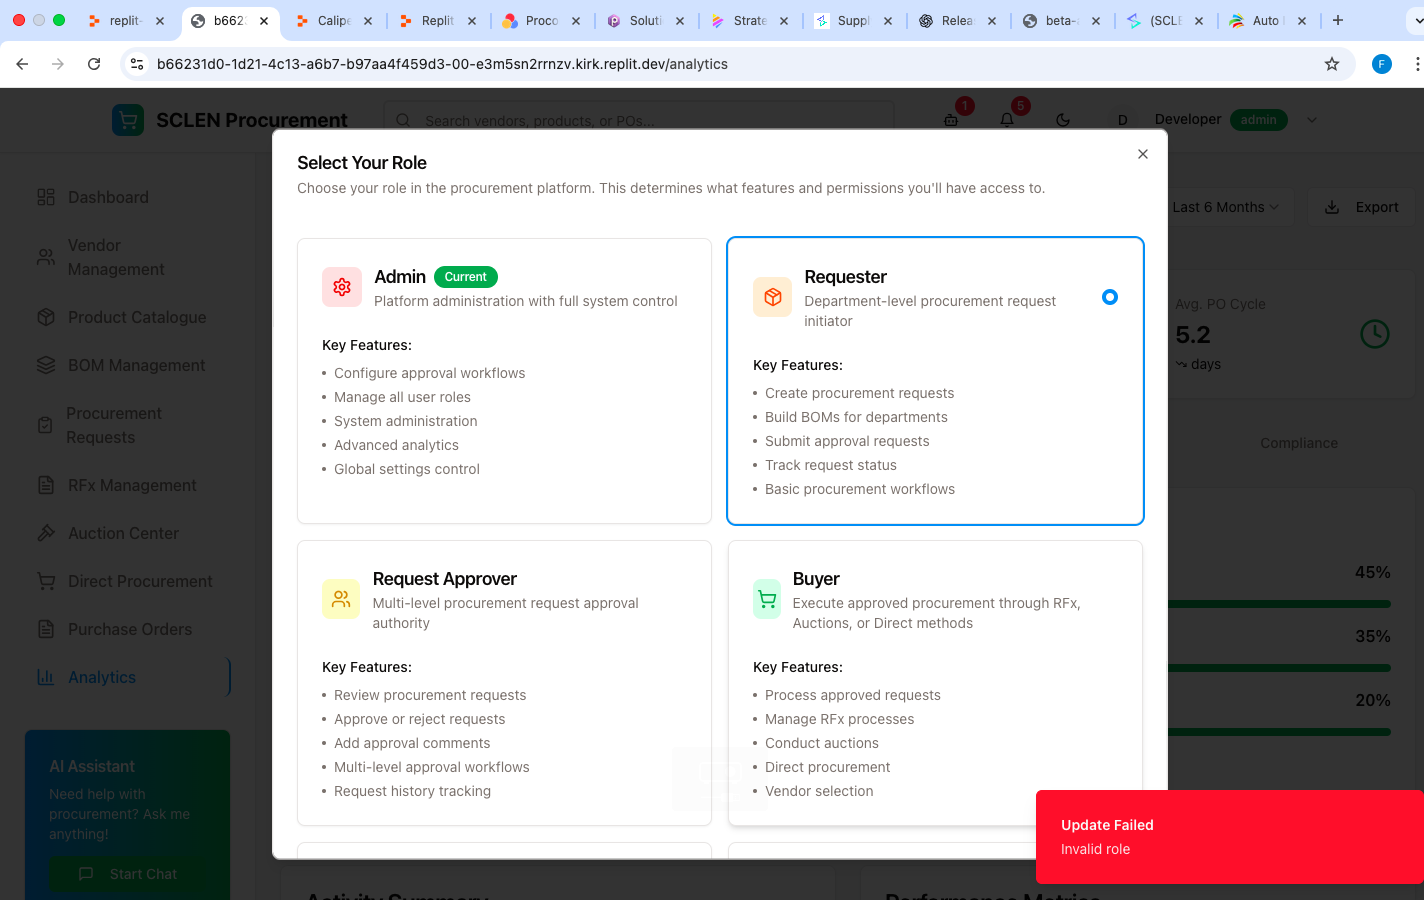 replit-
b662
Calipe
Replit
Proco
Soluti
Strate
Suppl
Relea
beta-
(SCLE
Auto
b66231d0-1d21-4c13-a6b7-b97aa4f459d3-00-e3m5sn2rrnzv.kirk.replit.dev/analytics
F
SCLEN Procurement
Search vendors, products, or POs...
1
5
D
Developer
admin
Dashboard
Vendor
Management
Product Catalogue
BOM Management
Procurement
Requests
RFx Management
Auction Center
Direct Procurement
Purchase Orders
Analytics
AI Assistant
Need help with
procurement? Ask me
anything!
Start Chat
Last 6 Months
Export
Avg. PO Cycle
5.2
days
Compliance
45%
35%
20%
Select Your Role
Choose your role in the procurement platform. This determines what features and permissions you'll have access to.
Admin
Current
Platform administration with full system control
Key Features:
• Configure approval workflows
• Manage all user roles
• System administration
• Advanced analytics
• Global settings control
Requester
Department-level procurement request
initiator
Key Features:
• Create procurement requests
• Build BOMs for departments
• Submit approval requests
• Track request status
• Basic procurement workflows
Request Approver
Multi-level procurement request approval
authority
Key Features:
• Review procurement requests
• Approve or reject requests
• Add approval comments
• Multi-level approval workflows
• Request history tracking
Buyer
Execute approved procurement through RFx,
Auctions, or Direct methods
Key Features:
• Process approved requests
• Manage RFx processes
• Conduct auctions
• Direct procurement
• Vendor selection
Update Failed
Invalid role
Activity Summary
Performance Metrics